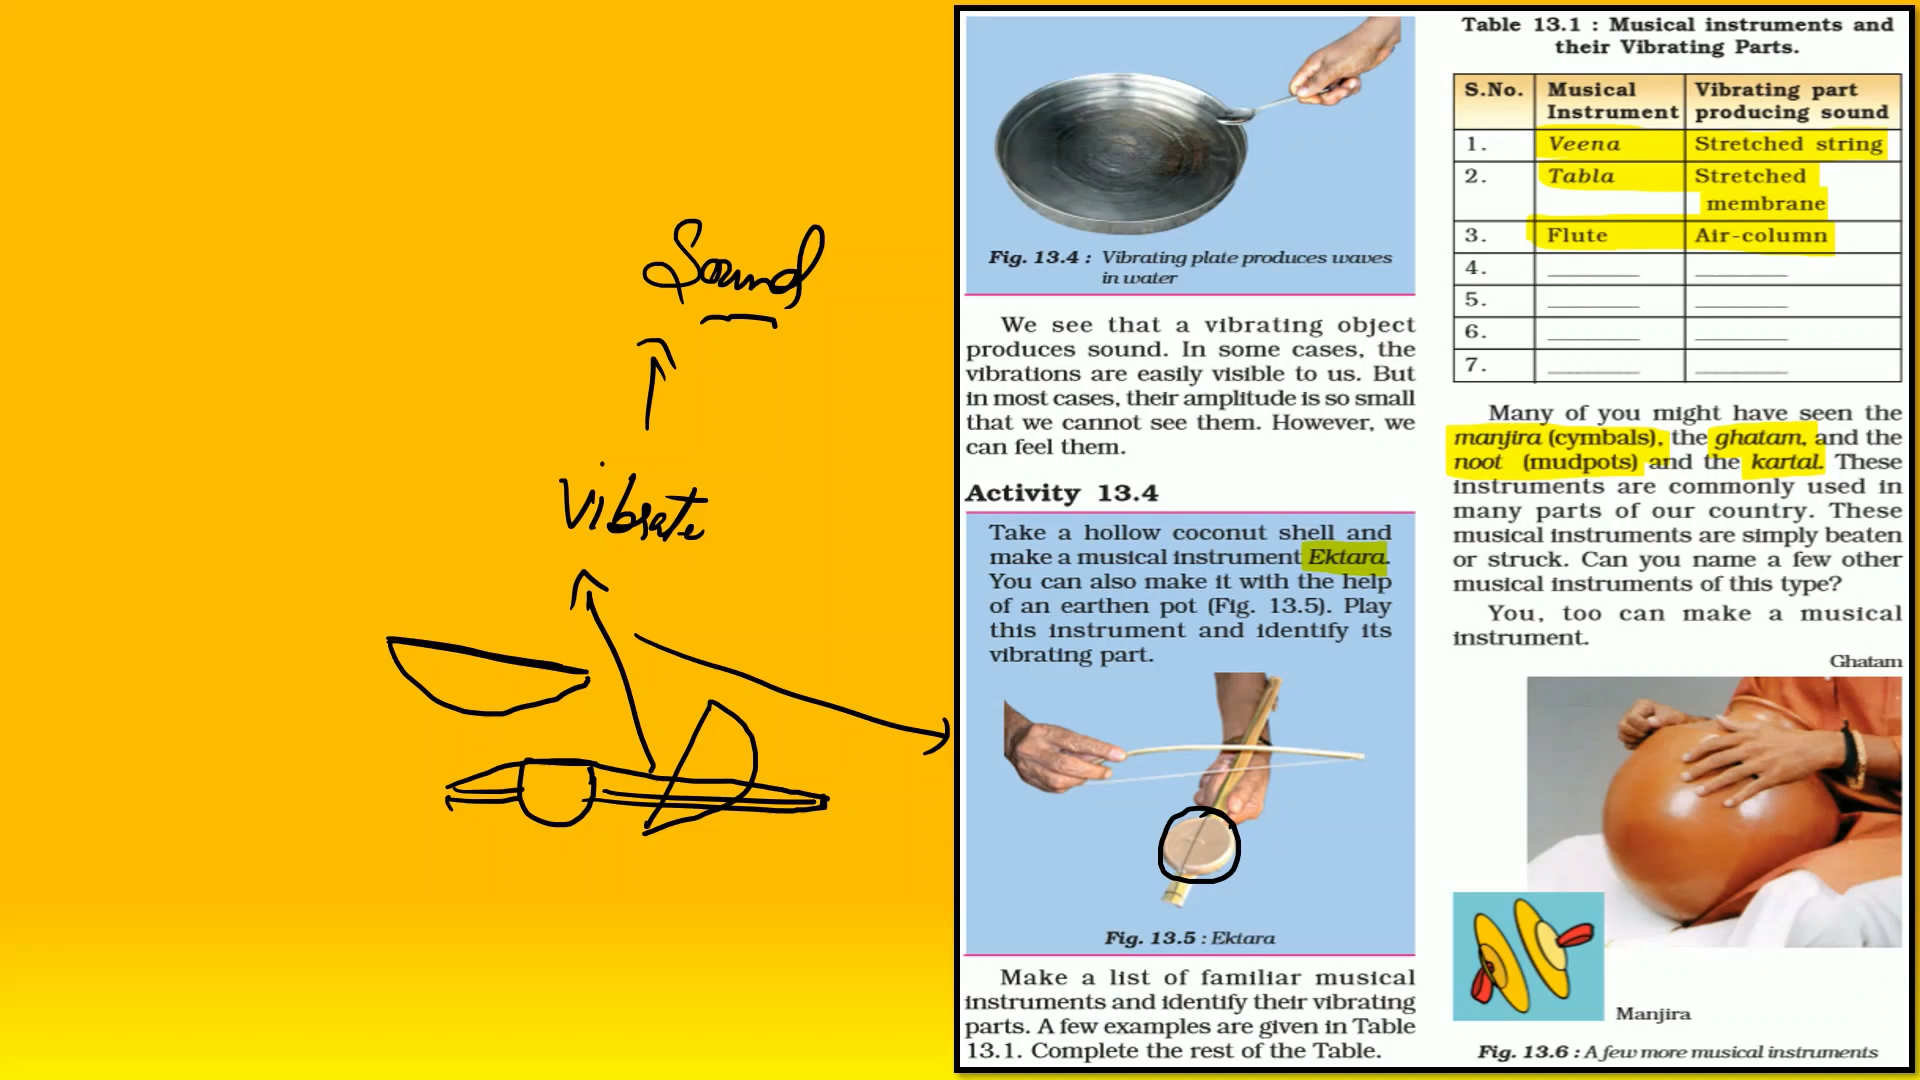 Sound
Vibrate
Fig. 13.4 : Vibrating plate produces waves
in water
We see that a vibrating object
produces sound. In some cases, the
vibrations are easily visible to us. But
in most cases, their amplitude is so small
that we cannot see them. However, we
can feel them.
Activity 13.4
Take a hollow coconut shell and
make a musical instrument Ektara.
You can also make it with the help
of an earthen pot (Fig. 13.5). Play
this instrument and identify its
vibrating part.
Fig. 13.5 : Ektara
Make a list of familiar musical
instruments and identify their vibrating
parts. A few examples are given in Table
13.1. Complete the rest of the Table.
Table 13.1 : Musical instruments and
their Vibrating Parts.
S.No. Musical Instrument Vibrating part producing sound
1. Veena Stretched string
2. Tabla Stretched membrane
3. Flute Air-column
4. ________ ________
5. ________ ________
6. ________ ________
7. ________ ________
Many of you might have seen the
manjira (cymbals), the ghatam, and the
noot (mudpots) and the kartal. These
instruments are commonly used in
many parts of our country. These
musical instruments are simply beaten
or struck. Can you name a few other
musical instruments of this type?
You, too can make a musical
instrument.
Ghatam
Manjira
Fig. 13.6 : A few more musical instruments